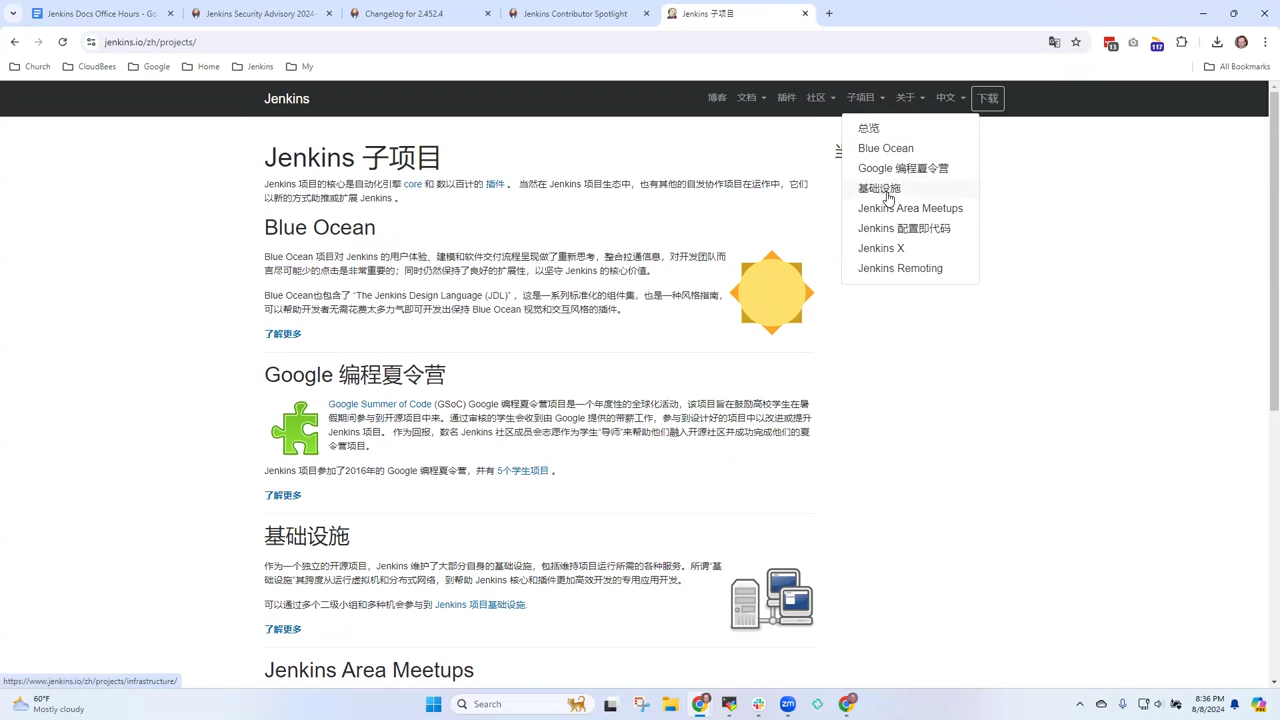 Jenkins Docs Office Hours - Go
Jenkins Security Advisory 2024-
Changelog for 2.452.4
Jenkins Contributor Spotlight
Jenkins 子项目
jenkins.io/zh/projects/
13
117
Church
CloudBees
Google
Home
Jenkins
My
All Bookmarks
Jenkins
博客
文档
插件
社区
子项目
关于
中文
下载
总览
Blue Ocean
Google 编程夏令营
基础设施
Jenkins Area Meetups
Jenkins 配置即代码
Jenkins X
Jenkins Remoting
Jenkins 子项目
Jenkins 项目的核心是自动化引擎 core 和 数以百计的 插件 。 当然在 Jenkins 项目生态中，也有其他的自发协作项目在运作中，它们
以新的方式助推或扩展 Jenkins 。
Blue Ocean
Blue Ocean 项目对 Jenkins 的用户体验、建模和软件交付流程呈现做了重新思考，整合拉通信息，对开发团队而
言尽可能少的点击是非常重要的；同时仍然保持了良好的扩展性，以坚守 Jenkins 的核心价值。
Blue Ocean也包含了 “The Jenkins Design Language (JDL)” ，这是一系列标准化的组件集，也是一种风格指南，
可以帮助开发者无需花费太多力气即可开发出保持 Blue Ocean 视觉和交互风格的插件。
了解更多
Google 编程夏令营
Google Summer of Code (GSoC) Google 编程夏令营项目是一个年度性的全球化活动，该项目旨在鼓励高校学生在暑
假期间参与到开源项目中来。通过审核的学生会收到由 Google 提供的带薪工作，参与到设计好的项目中以改进或提升
Jenkins 项目。 作为回报，数名 Jenkins 社区成员会志愿作为学生“导师”来帮助他们融入开源社区并成功完成他们的夏
令营项目。
Jenkins 项目参加了2016年的 Google 编程夏令营，并有 5个学生项目 。
了解更多
基础设施
作为一个独立的开源项目，Jenkins 维护了大部分自身的基础设施，包括维持项目运行所需的各种服务。所谓“基
础设施”其跨度从运行虚拟机和分布式网络，到帮助 Jenkins 核心和插件更加高效开发的专用应用开发。
可以通过多个二级小组和多种机会参与到 Jenkins 项目基础设施.
了解更多
Jenkins Area Meetups
https://www.jenkins.io/zh/projects/infrastructure/
60°F
Mostly cloudy
Search
8:36 PM
8/8/2024